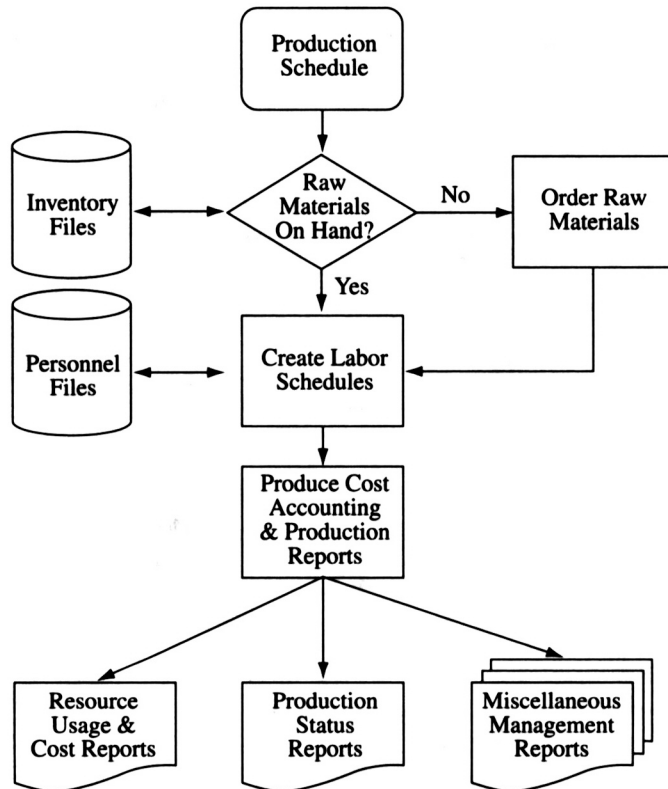 Production
Schedule
Inventory
Files
Raw
Materials
On Hand?
No
Order Raw
Materials
Yes
Personnel
Files
Create Labor
Schedules
Produce Cost
Accounting
& Production
Reports
Resource
Usage &
Cost Reports
Production
Status
Reports
Miscellaneous
Management
Reports